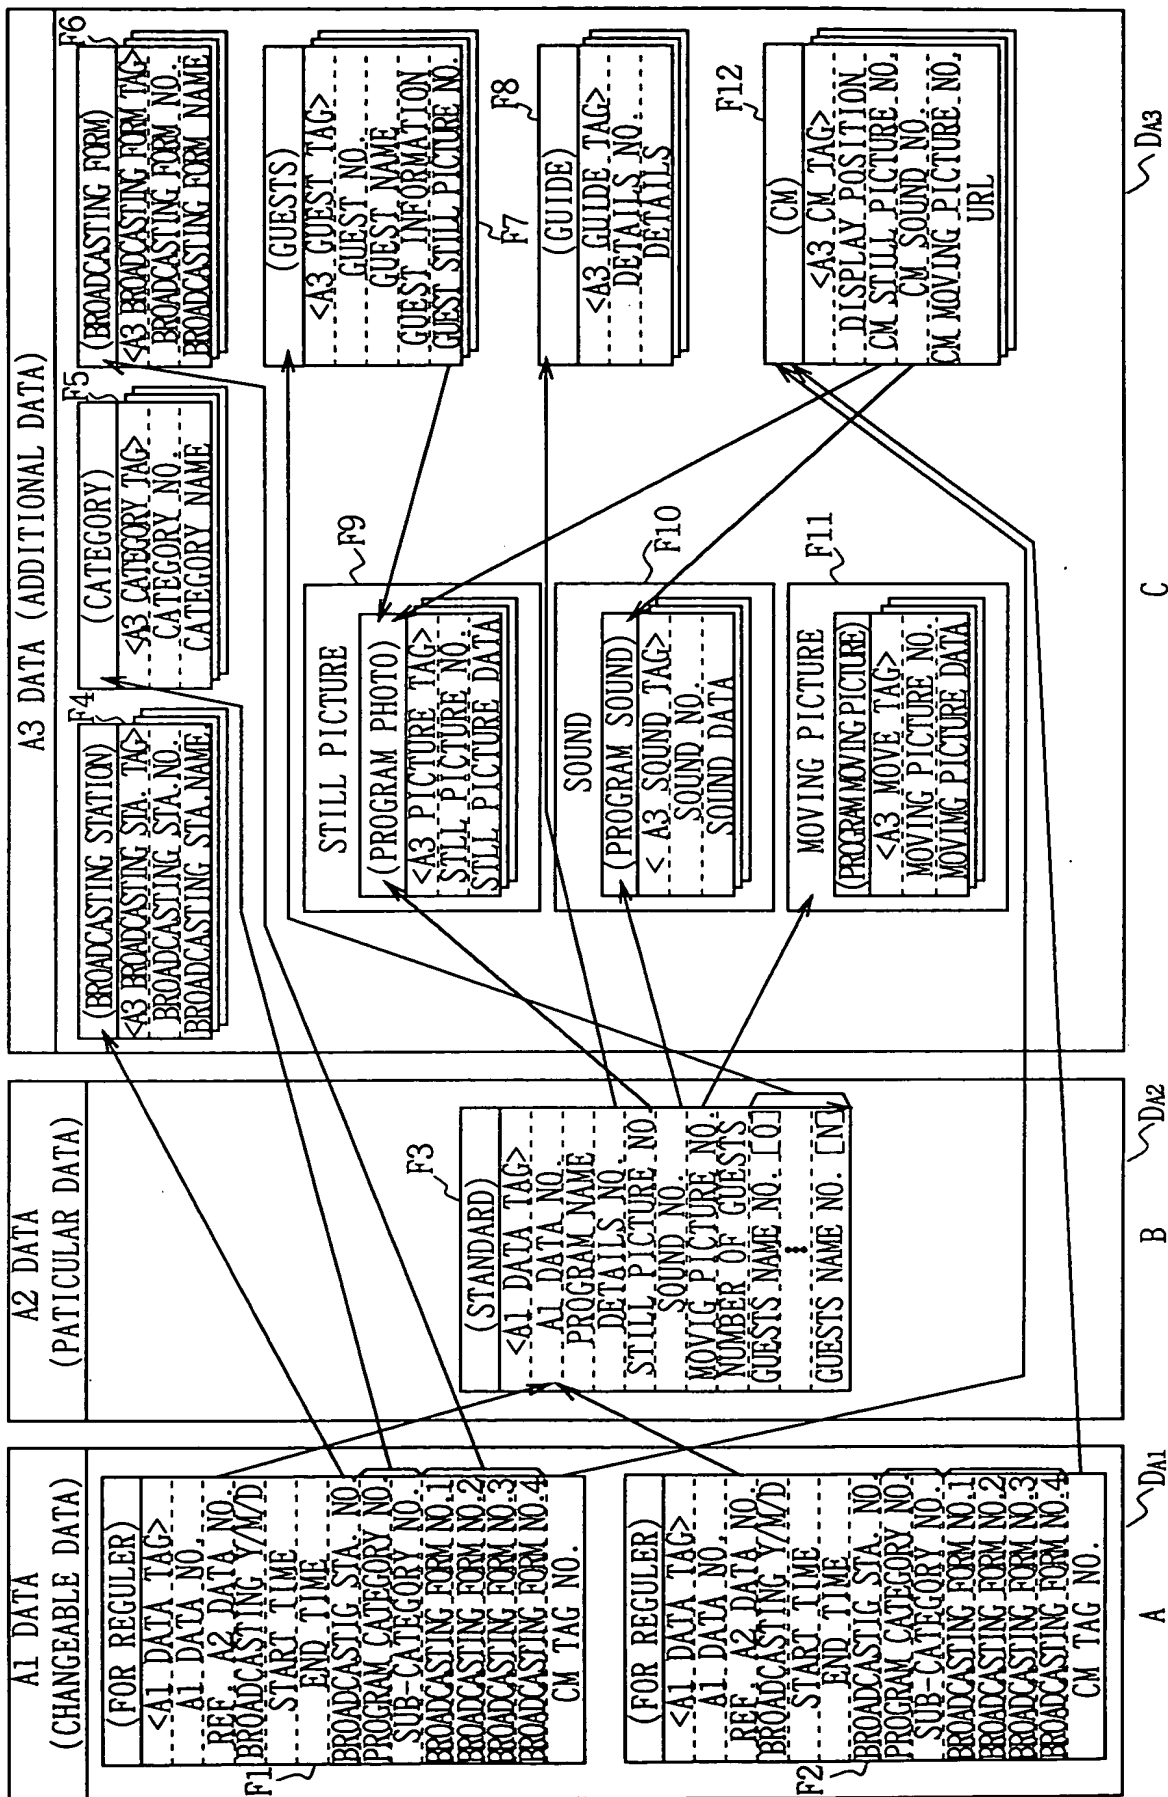 A1 DATA
(CHANGEABLE DATA)
(FOR REGULER)
<A1 DATA TAG>
A1 DATA NO.
REF. A2 DATA NO.
BROADCASTING Y/M/D
START TIME
END TIME
BROADCASTIG STA. NO.
PROGRAM CATEGORY NO.
SUB-CATEGORY NO.
BROADCASTING FORM NO.1
BROADCASTING FORM NO.2
BROADCASTING FORM NO.3
BROADCASTING FORM NO.4
CM TAG NO.
F1
(FOR REGULER)
<A1 DATA TAG>
A1 DATA NO.
REF. A2 DATA NO.
BROADCASTING Y/M/D
START TIME
END TIME
BROADCASTIG STA. NO.
PROGRAM CATEGORY NO.
SUB-CATEGORY NO.
BROADCASTING FORM NO.1
BROADCASTING FORM NO.2
BROADCASTING FORM NO.3
BROADCASTING FORM NO.4
CM TAG NO.
F2
A
DA1
A2 DATA
(PATICULAR DATA)
F3
(STANDARD)
<A1 DATA TAG>
A1 DATA NO.
PROGRAM NAME
DETAILS NO.
STILL PICTURE NO.
SOUND NO.
MOVIG PICTURE NO.
NUMBER OF GUESTS
GUESTS NAME NO. [0]
⋮
GUESTS NAME NO. [N]
B
DA2
A3 DATA (ADDITIONAL DATA)
F4
(BROADCASTING STATION)
<A3 BROADCASTING STA. TAG>
BROADCASTING STA.NO.
BROADCASTING STA.NAME
F5
(CATEGORY)
<A3 CATEGORY TAG>
CATEGORY NO.
CATEGORY NAME
F6
(BROADCASTING FORM)
<A3 BROADCASTING FORM TAG>
BROADCASTING FORM NO.
BROADCASTING FORM NAME
STILL PICTURE
F9
(PROGRAM PHOTO)
<A3 PICTURE TAG>
STILL PICTURE NO.
STLL PICTURE DATA
SOUND
F10
(PROGRAM SOUND)
< A3 SOUND TAG>
SOUND NO.
SOUND DATA
MOVING PICTURE
F11
(PROGRAMMOVING PICTURE)
<A3 MOVE TAG>
MOVING PICTURE NO.
MOVIMG PICTURE DATA
(GUESTS)
<A3 GUEST TAG>
GUEST NO.
GUEST NAME
GUEST INFORMATION
GUEST STILL PICTURE NO.
F7
F8
(GUIDE)
<A3 GUIDE TAG>
DETAILS NO.
DETAILS
F12
(CM)
<A3 CM TAG>
DISPLAY POSITION
CM STILL PICTURE NO.
CM SOUND NO.
CM MOVING PICTURE NO.
URL
C
DA3